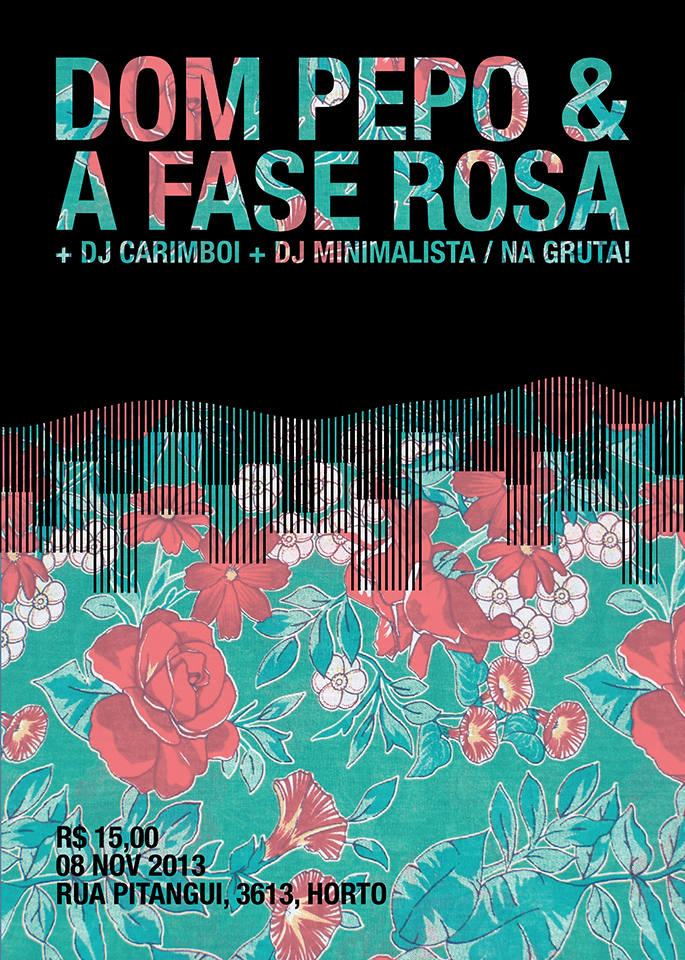 DOM PEPO &
A FASE ROSA
+ DJ CARIMBOI + DJ MINIMALISTA / NA GRUTA!
R$ 15,00
08 NOV 2013
RUA PITANGUI, 3613, HORTO